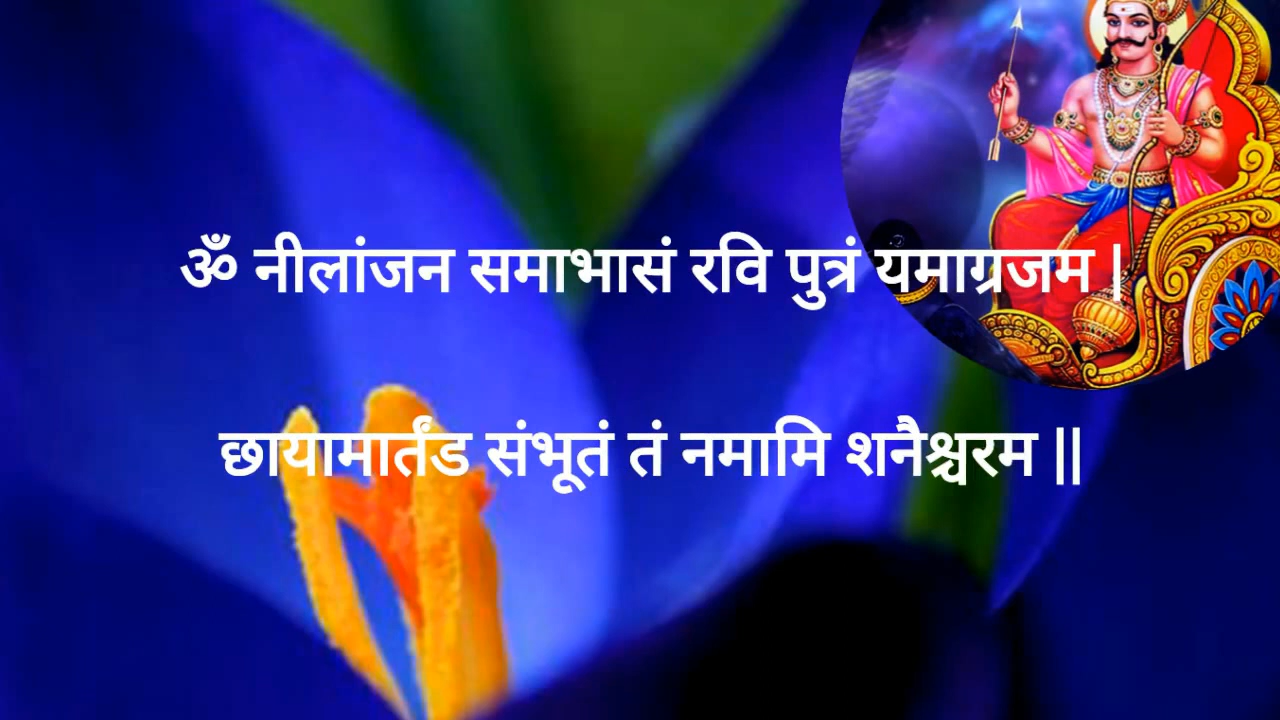 ॐ नीलांजन समाभासं रवि पुत्रं यमाग्रजम |
छायामार्तंड संभूतं तं नमामि शनैश्चरम ||